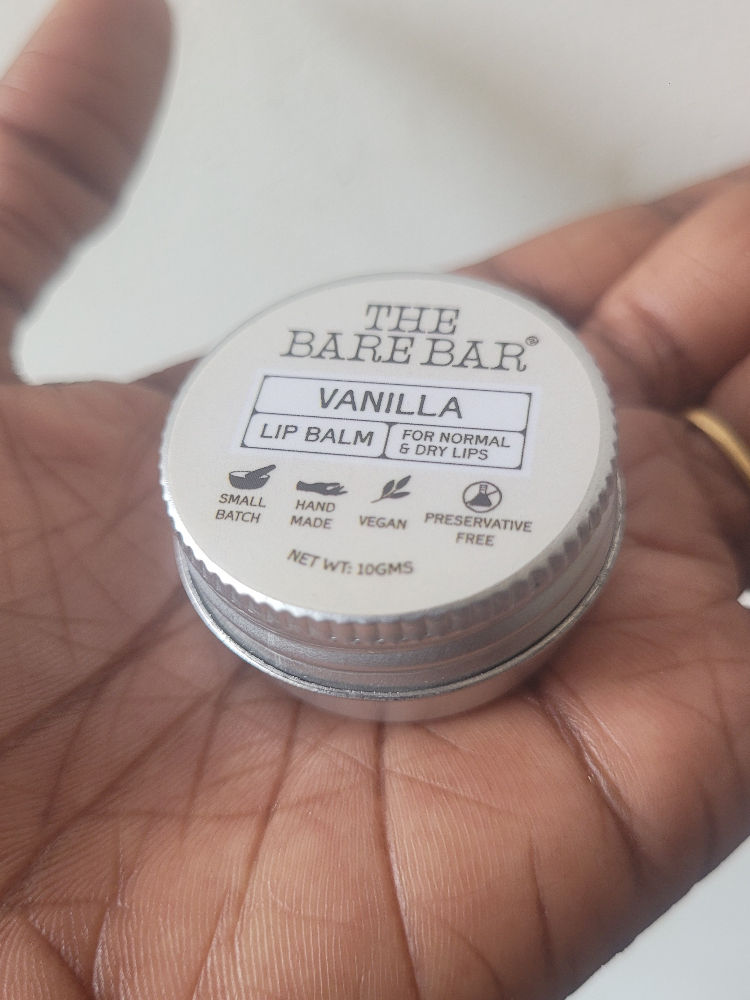 THE
BARE BAR®
VANILLA
LIP BALM
FOR NORMAL
& DRY LIPS
SMALL
BATCH
HAND
MADE
VEGAN
PRESERVATIVE
FREE
NET WT: 10GMS